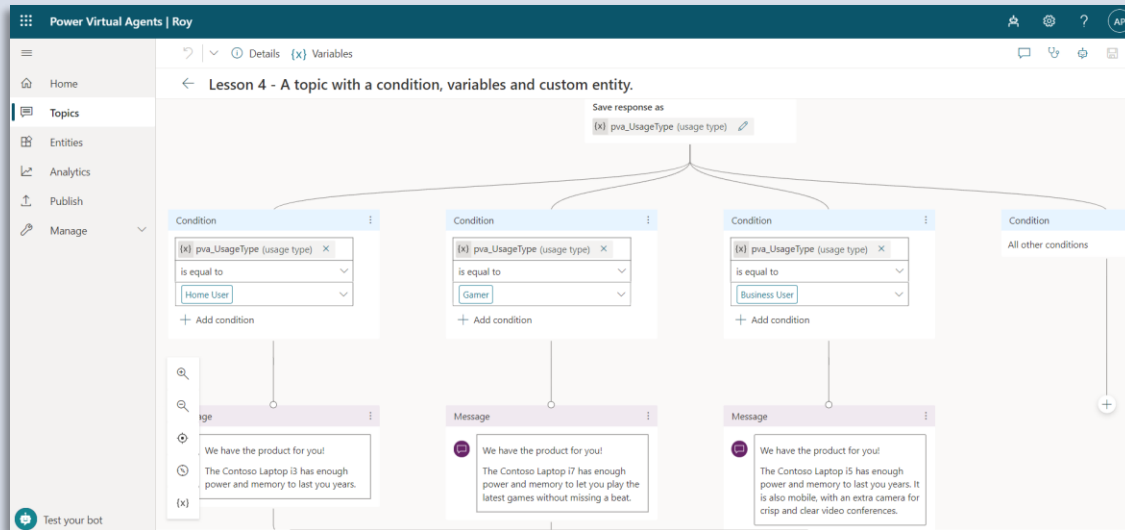 Power Virtual Agents | Roy
AP
Details {x} Variables
Home
Topics
Entities
Analytics
Publish
Manage
Test your bot
Lesson 4 - A topic with a condition, variables and custom entity.
Save response as
{x} pva_UsageType (usage type)
Condition
{x} pva_UsageType (usage type)
is equal to
Home User
Add condition
Condition
{x} pva_UsageType (usage type)
is equal to
Gamer
Add condition
Condition
{x} pva_UsageType (usage type)
is equal to
Business User
Add condition
Condition
All other conditions
{x}
We have the product for you!
The Contoso Laptop i3 has enough
power and memory to last you years.
Message
We have the product for you!
The Contoso Laptop i7 has enough
power and memory to let you play the
latest games without missing a beat.
Message
We have the product for you!
The Contoso Laptop i5 has enough
power and memory to last you years. It
is also mobile, with an extra camera for
crisp and clear video conferences.